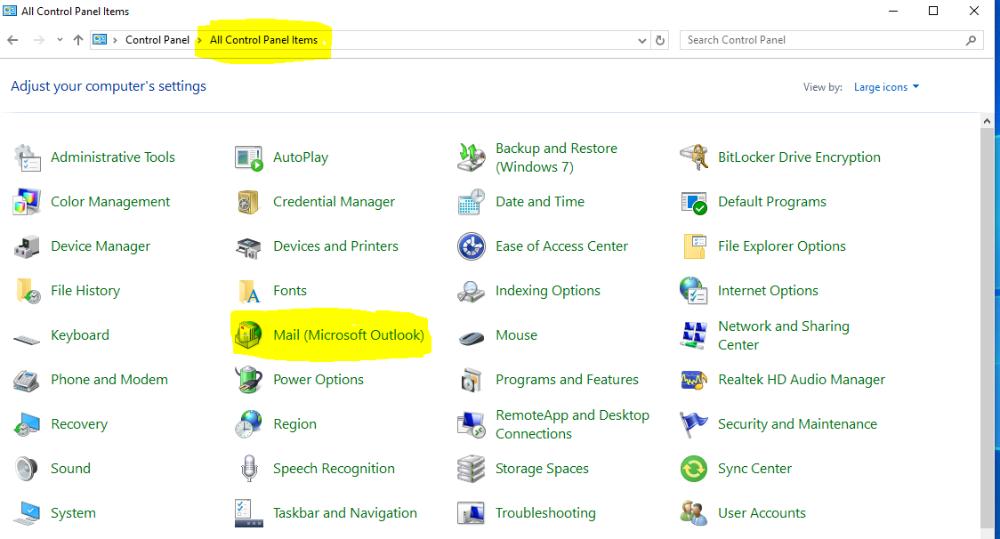 All Control Panel Items
Control Panel
All Control Panel Items
Search Control Panel
Adjust your computer's settings
View by: Large icons
Administrative Tools
AutoPlay
Backup and Restore
(Windows 7)
BitLocker Drive Encryption
Color Management
Credential Manager
Date and Time
Default Programs
Device Manager
Devices and Printers
Ease of Access Center
File Explorer Options
File History
Fonts
Indexing Options
Internet Options
Keyboard
Mail (Microsoft Outlook)
Mouse
Network and Sharing
Center
Phone and Modem
Power Options
Programs and Features
Realtek HD Audio Manager
Recovery
Region
RemoteApp and Desktop
Connections
Security and Maintenance
Sound
Speech Recognition
Storage Spaces
Sync Center
System
Taskbar and Navigation
Troubleshooting
User Accounts